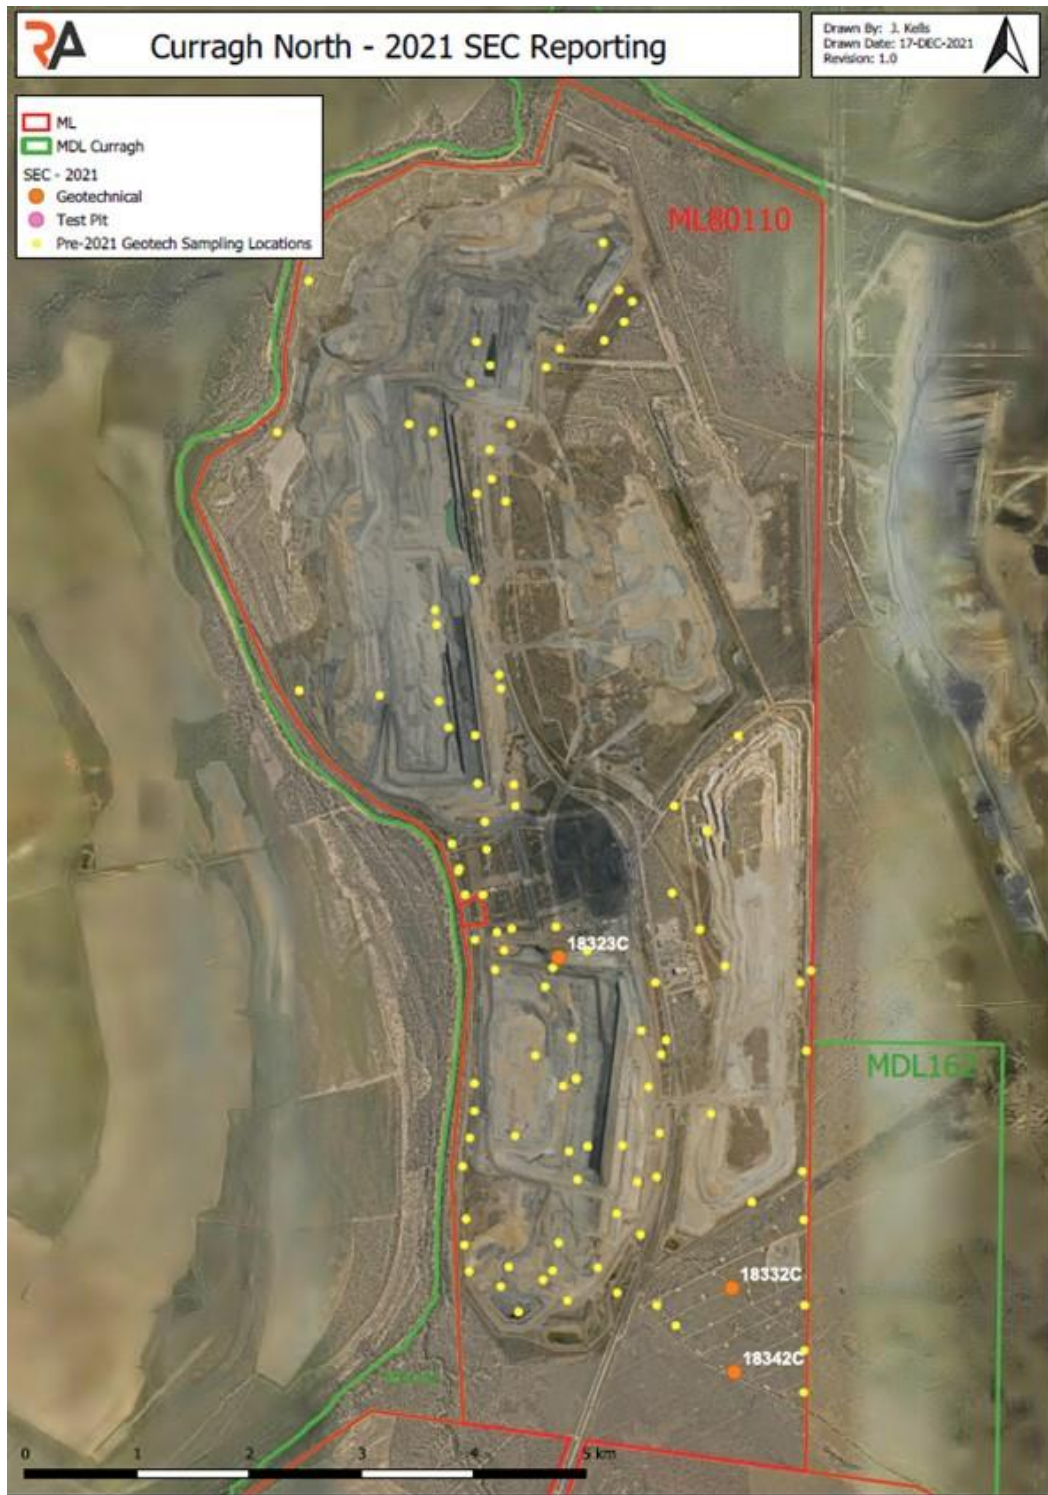 RA
Curragh North - 2021 SEC Reporting
Drawn By: J. Kells
Drawn Date: 17-DEC-2021
Revision: 1.0
ML
MDL Curragh
SEC - 2021
Geotechnical
Test Pit
Pre-2021 Geotech Sampling Locations
ML80110
18323C
MDL162
18332C
18342C
0 1 2 3 4 5 km